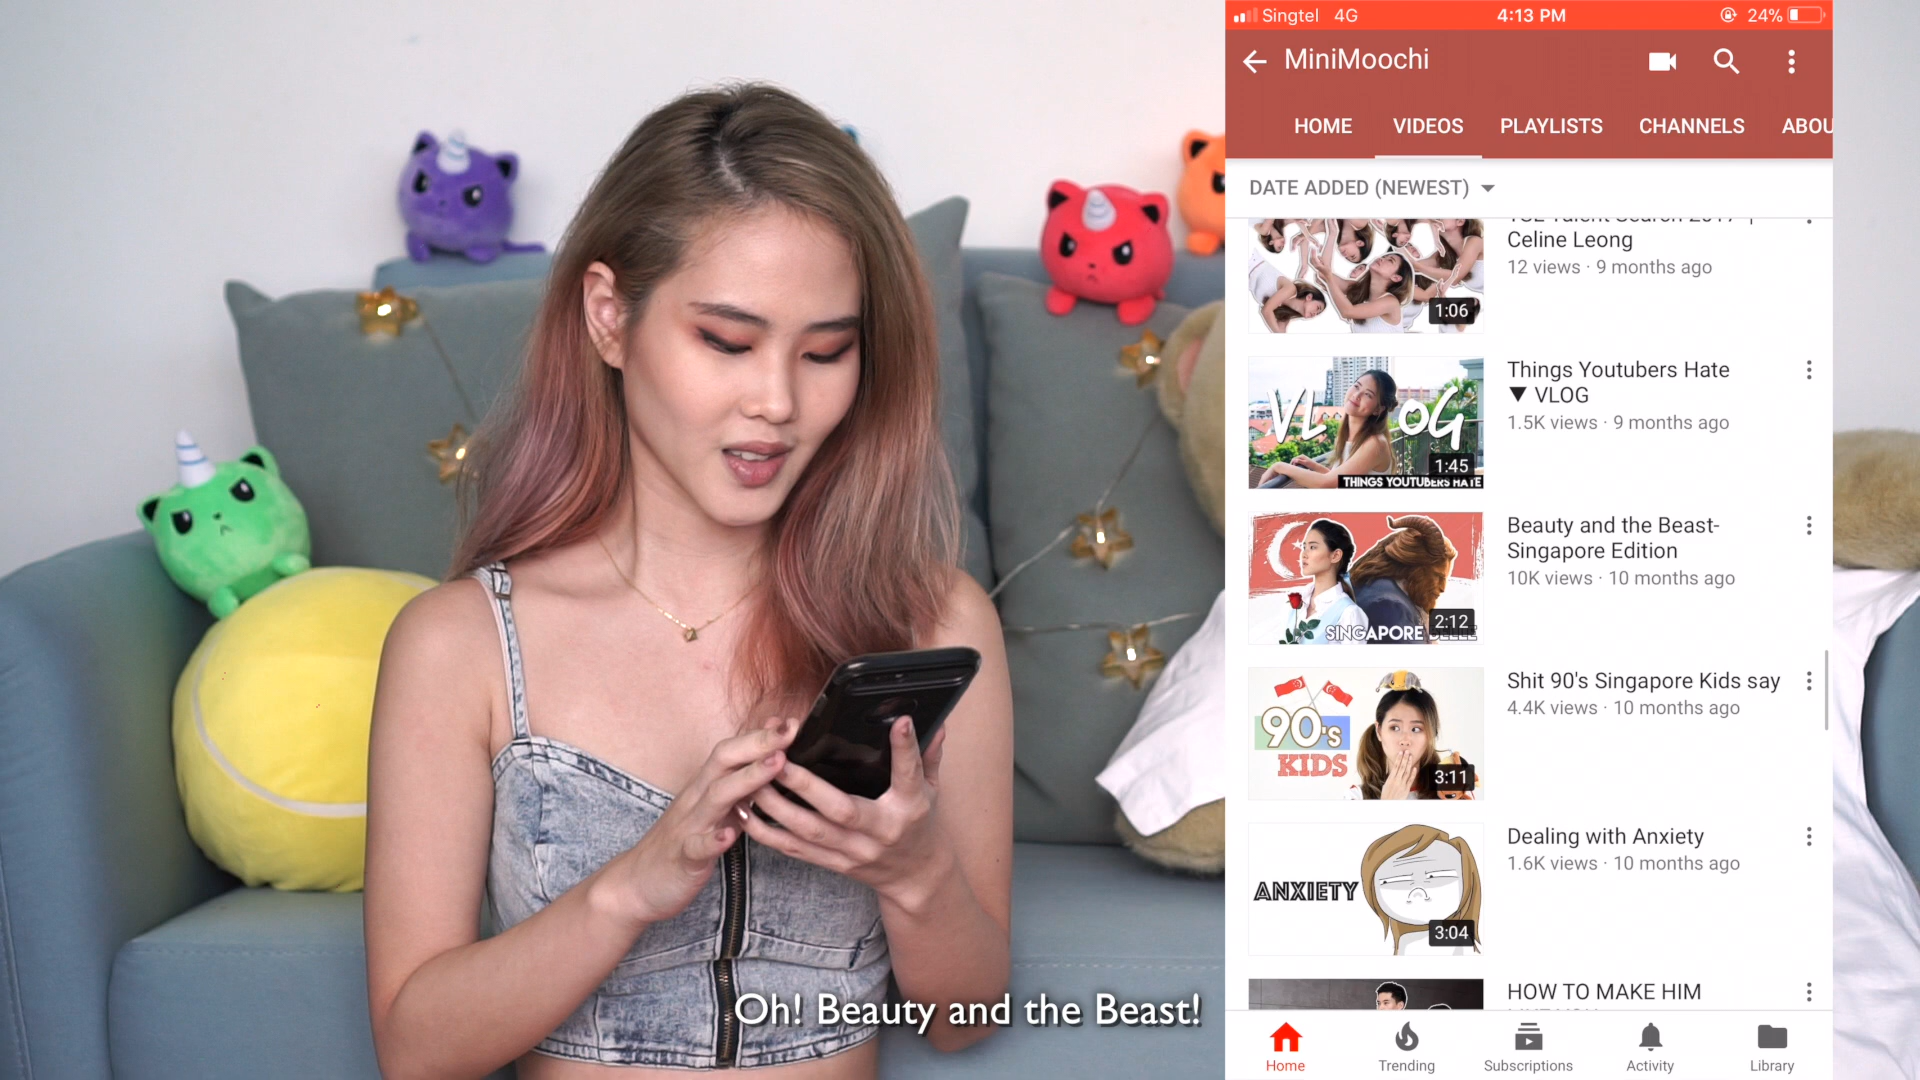 Singtel 4G 4:13 PM 24%
MiniMoochi
HOME VIDEOS PLAYLISTS CHANNELS ABOU
DATE ADDED (NEWEST)
Celine Leong
12 views · 9 months ago
1:06
Things Youtubers Hate
▼ VLOG
1.5K views · 9 months ago
VLOG
1:45
THINGS YOUTUBERS HATE
Beauty and the Beast-
Singapore Edition
10K views · 10 months ago
2:12
SINGAPORE BELLE
Shit 90's Singapore Kids say
4.4K views · 10 months ago
90's
KIDS
3:11
Dealing with Anxiety
1.6K views · 10 months ago
ANXIETY
3:04
HOW TO MAKE HIM
Oh! Beauty and the Beast!
Home Trending Subscriptions Activity Library